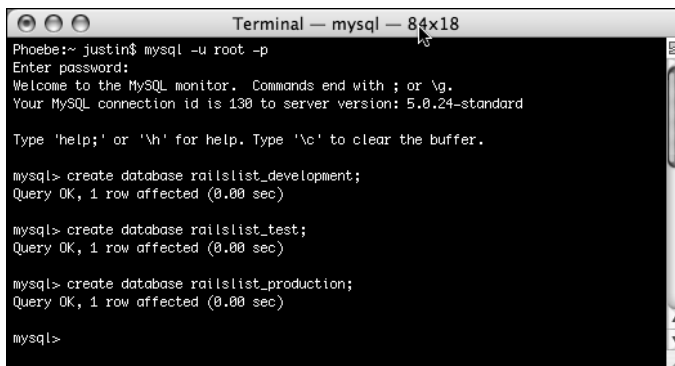 Terminal — mysql — 84x18
Phoebe:~ justin$ mysql -u root -p
Enter password:
Welcome to the MySQL monitor.  Commands end with ; or \g.
Your MySQL connection id is 130 to server version: 5.0.24-standard
Type 'help;' or '\h' for help. Type '\c' to clear the buffer.
mysql> create database railslist_development;
Query OK, 1 row affected (0.00 sec)
mysql> create database railslist_test;
Query OK, 1 row affected (0.00 sec)
mysql> create database railslist_production;
Query OK, 1 row affected (0.00 sec)
mysql>